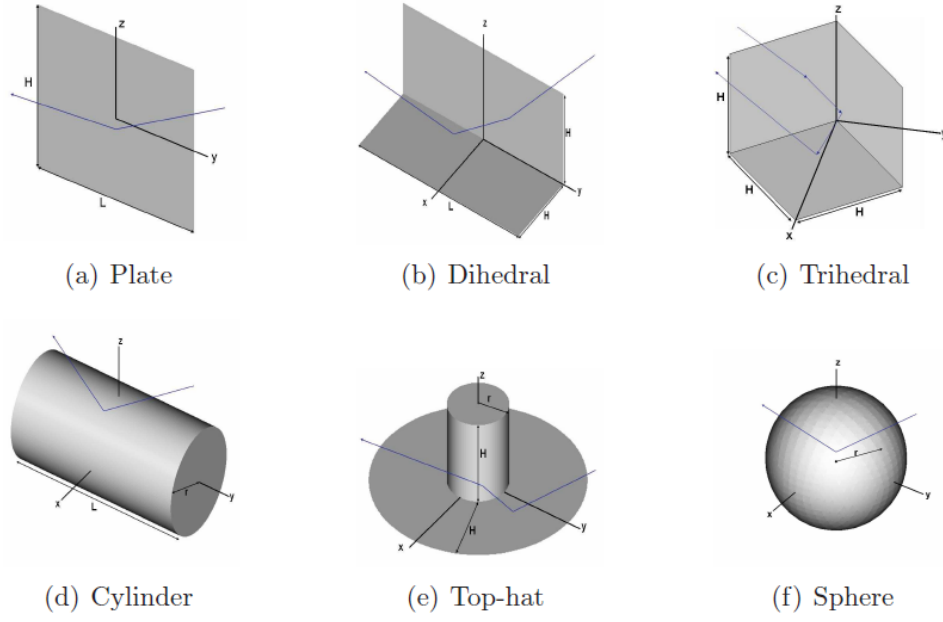 z
H
y
L
(a) Plate
z
H
y
x
L
H
(b) Dihedral
z
H
y
H
H
x
(c) Trihedral
z
x
r
y
L
(d) Cylinder
z
r
H
H
x
y
(e) Top-hat
z
r
x
y
(f) Sphere